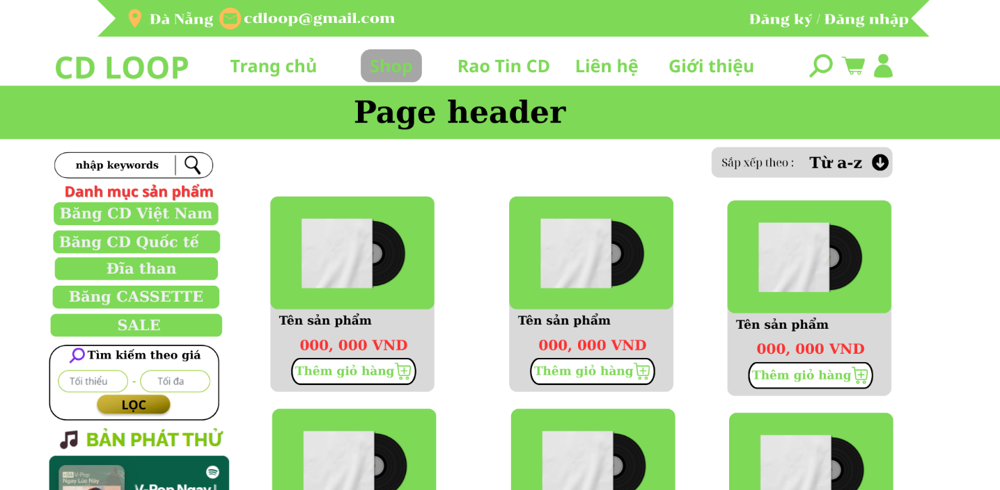 Đà Nẵng cdloop@gmail.com Đăng ký / Đăng nhập
CD LOOP Trang chủ Shop Rao Tin CD Liên hệ Giới thiệu
Page header
nhập keywords
Sắp xếp theo : Từ a-z
Danh mục sản phẩm
Băng CD Việt Nam
Băng CD Quốc tế
Đĩa than
Băng CASSETTE
SALE
Tìm kiếm theo giá
Tối thiểu - Tối đa
LỌC
BẢN PHÁT THỬ
V-Pop
Ngay Lúc Này
V-Pop Ngay
Tên sản phẩm
000, 000 VND
Thêm giỏ hàng
Tên sản phẩm
000, 000 VND
Thêm giỏ hàng
Tên sản phẩm
000, 000 VND
Thêm giỏ hàng